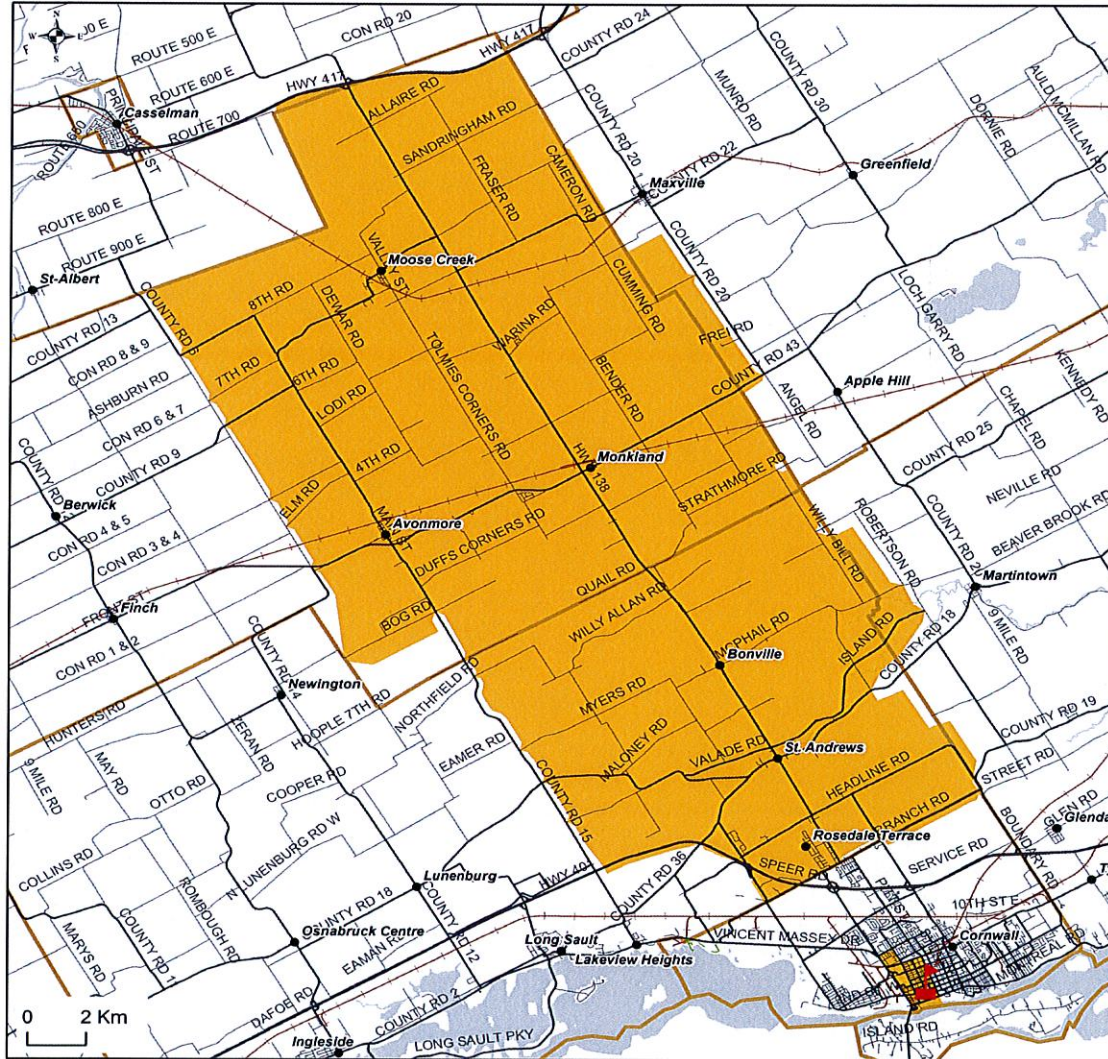 N
W
E
S
ROUTE 500 E
CON RD 20
HWY 417
COUNTY 24
COUNTY RD 30
ROUTE 600 E
HWY 417
ALLAIRE RD
MUNRO RD
AULD MCMILLAN RD
Casselman
PRINCIPALE ST
ROUTE 700
SANDRINGHAM RD
COUNTY RD 20
DORNIE RD
COUNTY RD 22
Greenfield
FRASER RD
CAMERON RD
Maxville
ROUTE 800 E
ROUTE 900 E
VALLEY ST
Moose Creek
St-Albert
8TH RD
COUNTY RD 13
DEWAR RD
CUMMING RD
COUNTY RD 20
LOCH GARRY RD
CON RD 8 & 9
7TH RD
6TH RD
TOLMIES CORNERS RD
WARINA RD
FREI RD
COUNTY RD 43
ASHBURN RD
LODI RD
BENDER RD
KENNEDY RD
CON RD 6 & 7
ANGEL RD
Apple Hill
CHAPEL RD
COUNTY RD 9
4TH RD
HWY 138
Monkland
COUNTY RD 25
STRATHMORE RD
NEVILLE RD
Berwick
ELM RD
MAIN ST
Avonmore
WILLY BILL RD
ROBERTSON RD
CON RD 4 & 5
CON RD 3 & 4
DUFFS CORNERS RD
BEAVER BROOK RD
COUNTY RD 20
Martintown
QUAIL RD
FRONT ST
Finch
BOG RD
WILLY ALLAN RD
MCPHAIL RD
ISLAND RD
COUNTY RD 18
9 MILE RD
CON RD 1 & 2
Bonville
COUNTY RD 14
Newington
NORTHFIELD RD
HOOPLE 7TH RD
MYERS RD
HUNTERS RD
ZERAN RD
MAY RD
EAMER RD
MALONEY RD
VALADE RD
St. Andrews
COUNTY RD 19
9 MILE RD
OTTO RD
COOPER RD
COUNTY RD 15
HEADLINE RD
STREET RD
GLEN RD
BOUNDARY RD
N LUNENBURG RD W
BRANCH RD
Rosedale Terrace
COLLINS RD
SPEER RD
SERVICE RD
Lunenburg
COUNTY RD 36
ROMBOUGH RD
COUNTY RD 18
10TH ST E
MARYS RD
Osnabruck Centre
Long Sault
VINCENT MASSEY DR
Cornwall
MONTREAL RD
EAMAN RD
Lakeview Heights
0 2 Km
DAFOE RD
COUNTY RD 2
Ingleside
LONG SAULT PKY
ISLAND RD